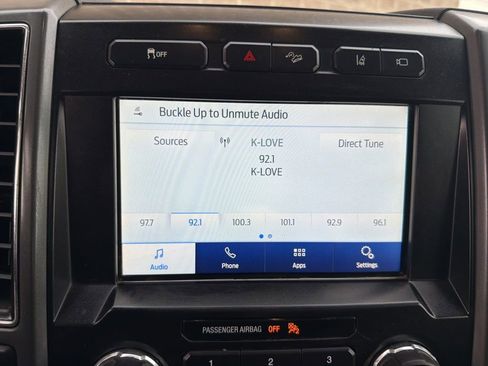 OFF
Buckle Up to Unmute Audio
Sources
K-LOVE
Direct Tune
92.1
K-LOVE
97.7 92.1 100.3 101.1 92.9 96.1
Audio Phone Apps Settings
PASSENGER AIRBAG OFF 2
1 2 3